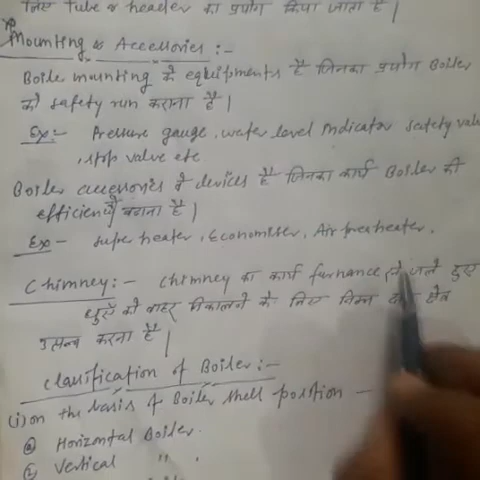 लिए Tube व header का प्रयोग किया जाता है |
Mounting & Accessories :-
Boiler mounting वे equipments है जिनका प्रयोग Boiler
को safety run कराना है |
Ex:- Pressure gauge, water level Indicator safety val
, stop valve etc.
Boiler accessories वे devices है जिनका कार्य Boiler की
efficiency बढाना है |
Ex- super heater, Economiser, Air preheater,
Chimney:- chimney का कार्य furnance से जले हुए
धुएँ को बाहर निकालने के लिए निम्न क्षेत्र
उत्पन्न करना है |
Classification of Boiler:-
(i) on the basis of Boiler shell position -
ⓐ Horizontal Boiler.
Vertical " .